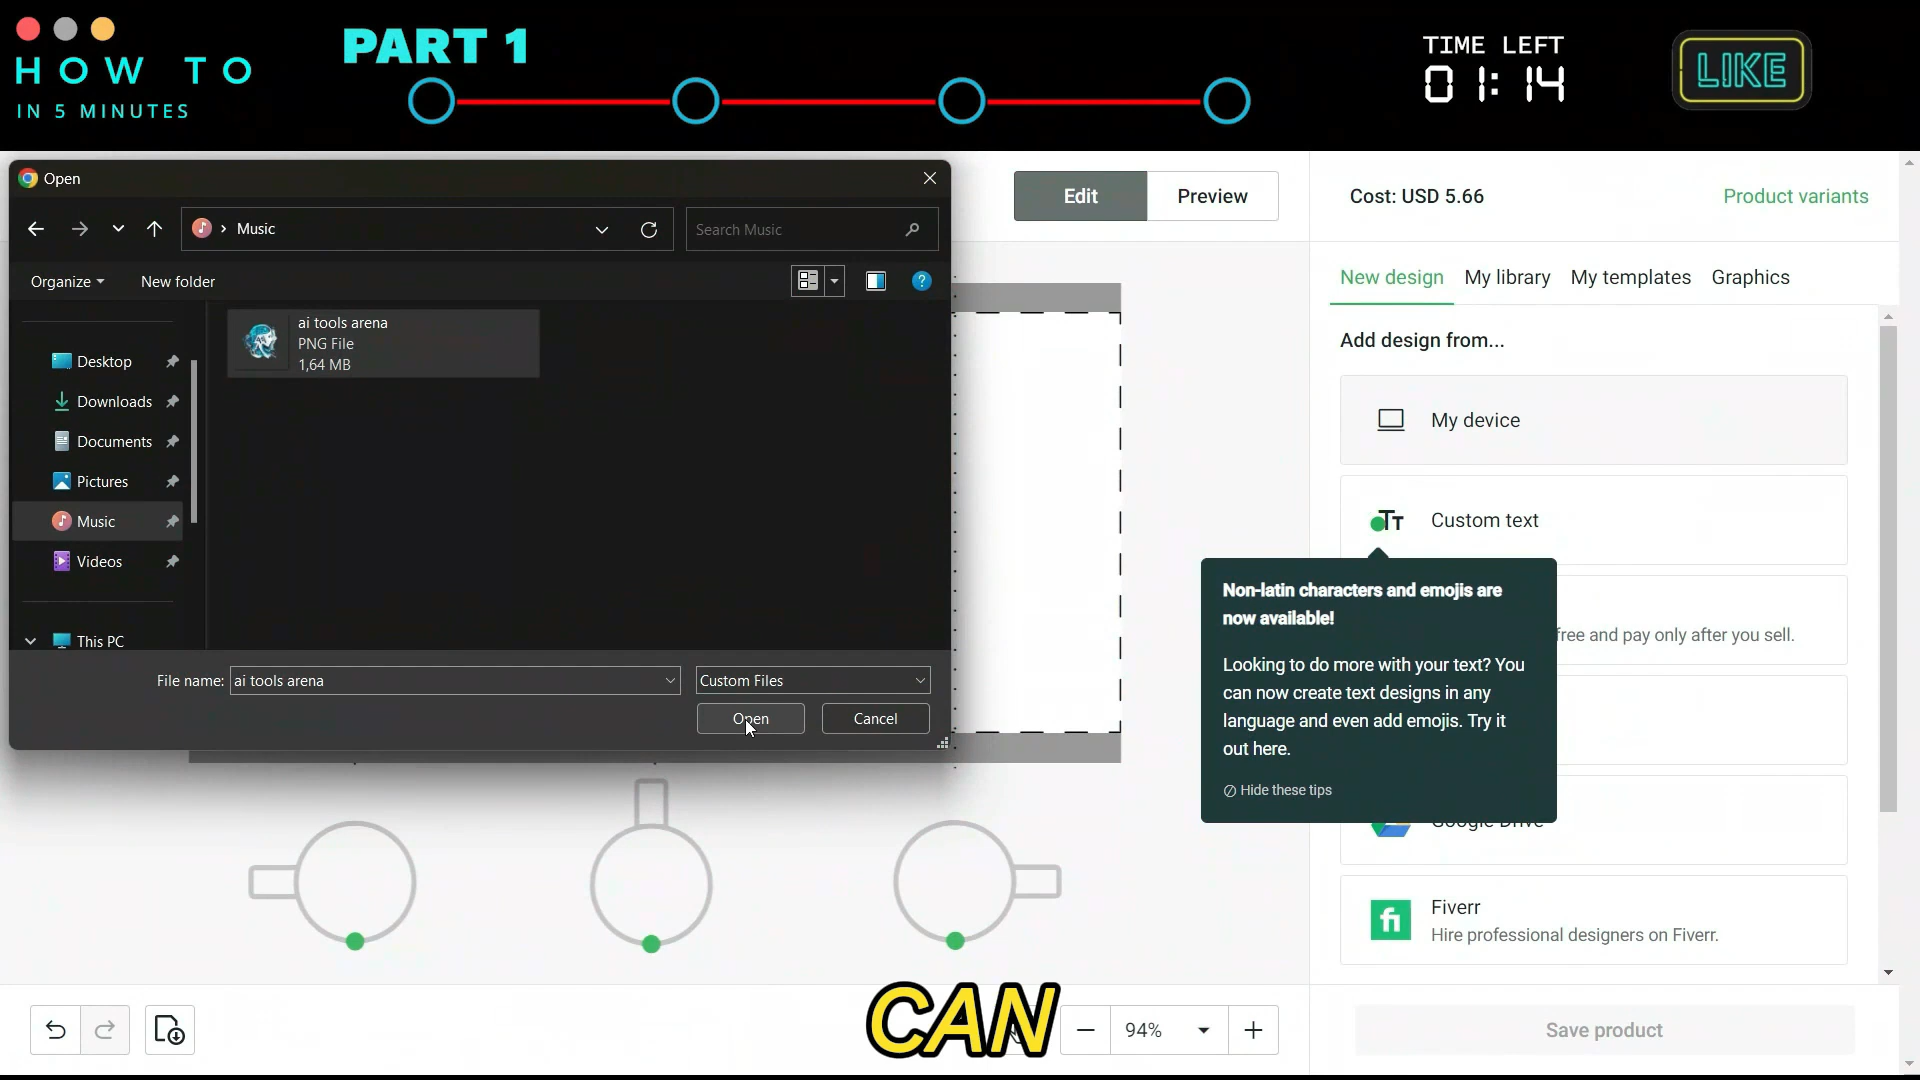 HOW TO
IN 5 MINUTES
PART 1
TIME LEFT
01:14
LIKE
Open
Music
Search Music
Organize
New folder
ai tools arena
PNG File
1,64 MB
Desktop
Downloads
Documents
Pictures
Music
Videos
This PC
File name:
ai tools arena
Custom Files
Open
Cancel
Edit
Preview
Cost: USD 5.66
Product variants
New design
My library
My templates
Graphics
Add design from...
My device
Custom text
Non-latin characters and emojis are
now available!
Looking to do more with your text? You
can now create text designs in any
language and even add emojis. Try it
out here.
Hide these tips
free and pay only after you sell.
Google Drive
fi
Fiverr
Hire professional designers on Fiverr.
CAN
94%
Save product